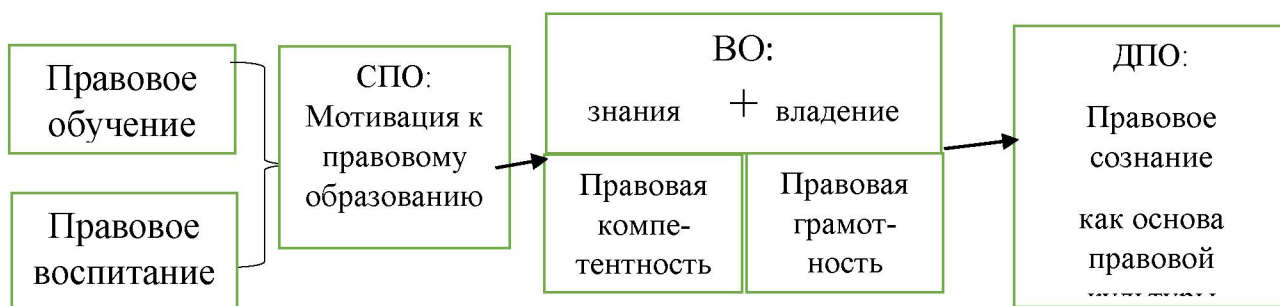 Правовое
обучение
Правовое
воспитание
СПО:
Мотивация к
правовому
образованию
ВО:
знания + владение
Правовая
компе-
тентность
Правовая
грамот-
ность
ДПО:
Правовое
сознание
как основа
правовой
культуры